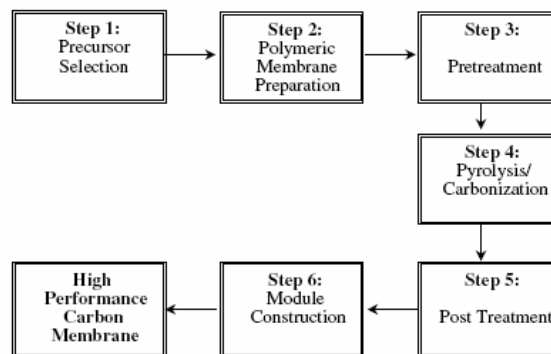 Step 1:
Precursor
Selection
Step 2:
Polymeric
Membrane
Preparation
Step 3:
Pretreatment
Step 4:
Pyrolysis/
Carbonization
Step 5:
Post Treatment
Step 6:
Module
Construction
High
Performance
Carbon
Membrane